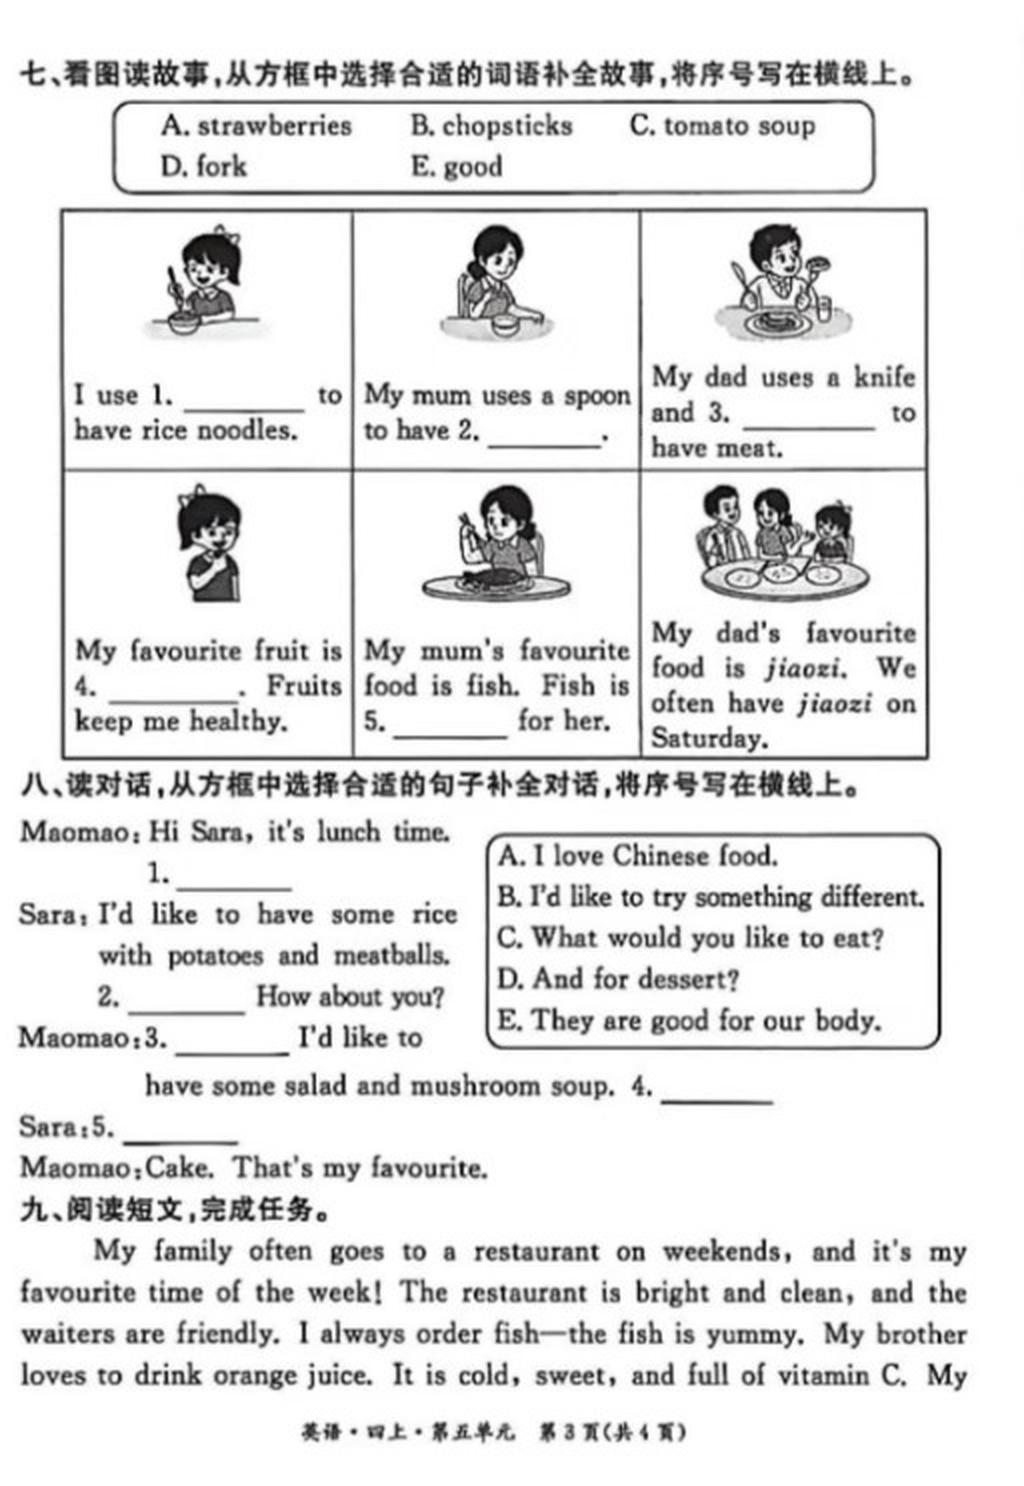 七、看图读故事,从方框中选择合适的词语补全故事,将序号写在横线上。
A. strawberries B. chopsticks C. tomato soup
D. fork E. good
I use 1. ________ to
have rice noodles.
My mum uses a spoon
to have 2. ________.
My dad uses a knife
and 3. ________ to
have meat.
My favourite fruit is
4. ________. Fruits
keep me healthy.
My mum's favourite
food is fish. Fish is
5. ________ for her.
My dad's favourite
food is jiaozi. We
often have jiaozi on
Saturday.
八、读对话,从方框中选择合适的句子补全对话,将序号写在横线上。
Maomao: Hi Sara, it's lunch time.
1. ________
Sara: I'd like to have some rice
with potatoes and meatballs.
2. ________ How about you?
Maomao:3. ________ I'd like to
have some salad and mushroom soup. 4. ________
Sara:5. ________
Maomao:Cake. That's my favourite.
A. I love Chinese food.
B. I'd like to try something different.
C. What would you like to eat?
D. And for dessert?
E. They are good for our body.
九、阅读短文,完成任务。
My family often goes to a restaurant on weekends, and it's my
favourite time of the week! The restaurant is bright and clean, and the
waiters are friendly. I always order fish—the fish is yummy. My brother
loves to drink orange juice. It is cold, sweet, and full of vitamin C. My
英语·四上·第五单元 第3页(共4页)